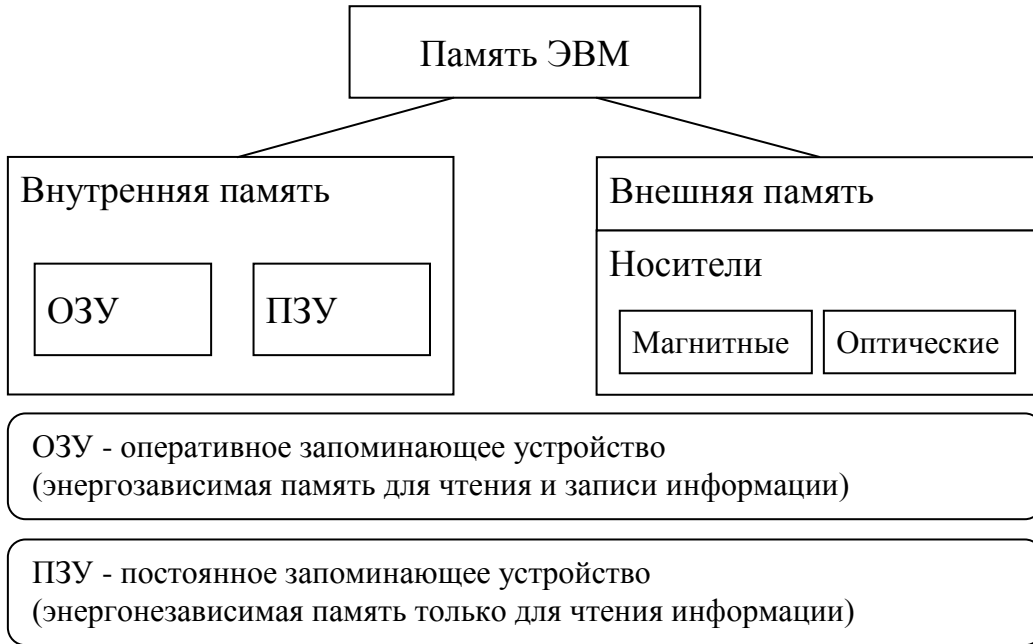 Память ЭВМ
Внутренняя память
ОЗУ
ПЗУ
Внешняя память
Носители
Магнитные
Оптические
ОЗУ - оперативное запоминающее устройство
(энергозависимая память для чтения и записи информации)
ПЗУ - постоянное запоминающее устройство
(энергонезависимая память только для чтения информации)